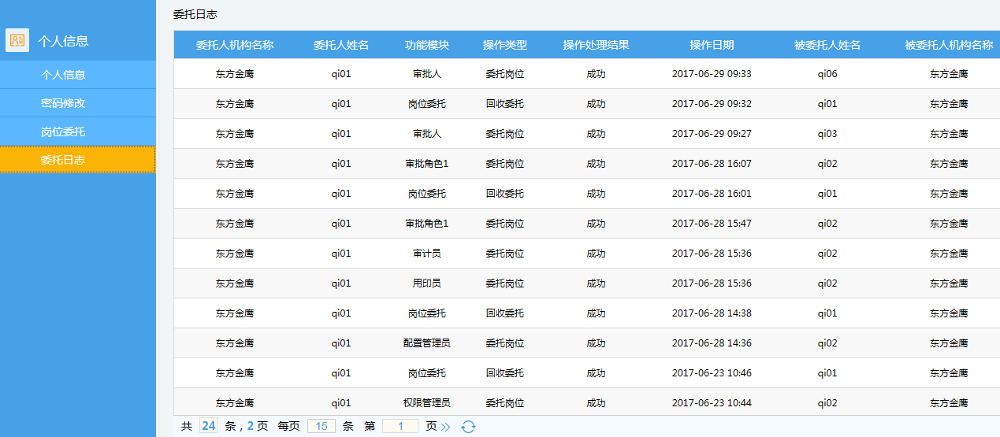 个人信息
个人信息
密码修改
岗位委托
委托日志
委托日志
委托人机构名称 委托人姓名 功能模块 操作类型 操作处理结果 操作日期 被委托人姓名 被委托人机构名称
东方金鹰 qi01 审批人 委托岗位 成功 2017-06-29 09:33 qi06 东方金鹰
东方金鹰 qi01 岗位委托 回收委托 成功 2017-06-29 09:32 qi01 东方金鹰
东方金鹰 qi01 审批人 委托岗位 成功 2017-06-29 09:27 qi03 东方金鹰
东方金鹰 qi01 审批角色1 委托岗位 成功 2017-06-28 16:07 qi02 东方金鹰
东方金鹰 qi01 岗位委托 回收委托 成功 2017-06-28 16:01 qi01 东方金鹰
东方金鹰 qi01 审批角色1 委托岗位 成功 2017-06-28 15:47 qi02 东方金鹰
东方金鹰 qi01 审计员 委托岗位 成功 2017-06-28 15:36 qi02 东方金鹰
东方金鹰 qi01 用印员 委托岗位 成功 2017-06-28 15:36 qi02 东方金鹰
东方金鹰 qi01 岗位委托 回收委托 成功 2017-06-28 14:38 qi01 东方金鹰
东方金鹰 qi01 配置管理员 委托岗位 成功 2017-06-28 14:36 qi02 东方金鹰
东方金鹰 qi01 岗位委托 回收委托 成功 2017-06-23 10:46 qi01 东方金鹰
东方金鹰 qi01 权限管理员 委托岗位 成功 2017-06-23 10:44 qi02 东方金鹰
共 24 条，2 页 每页 15 条 第 1 页